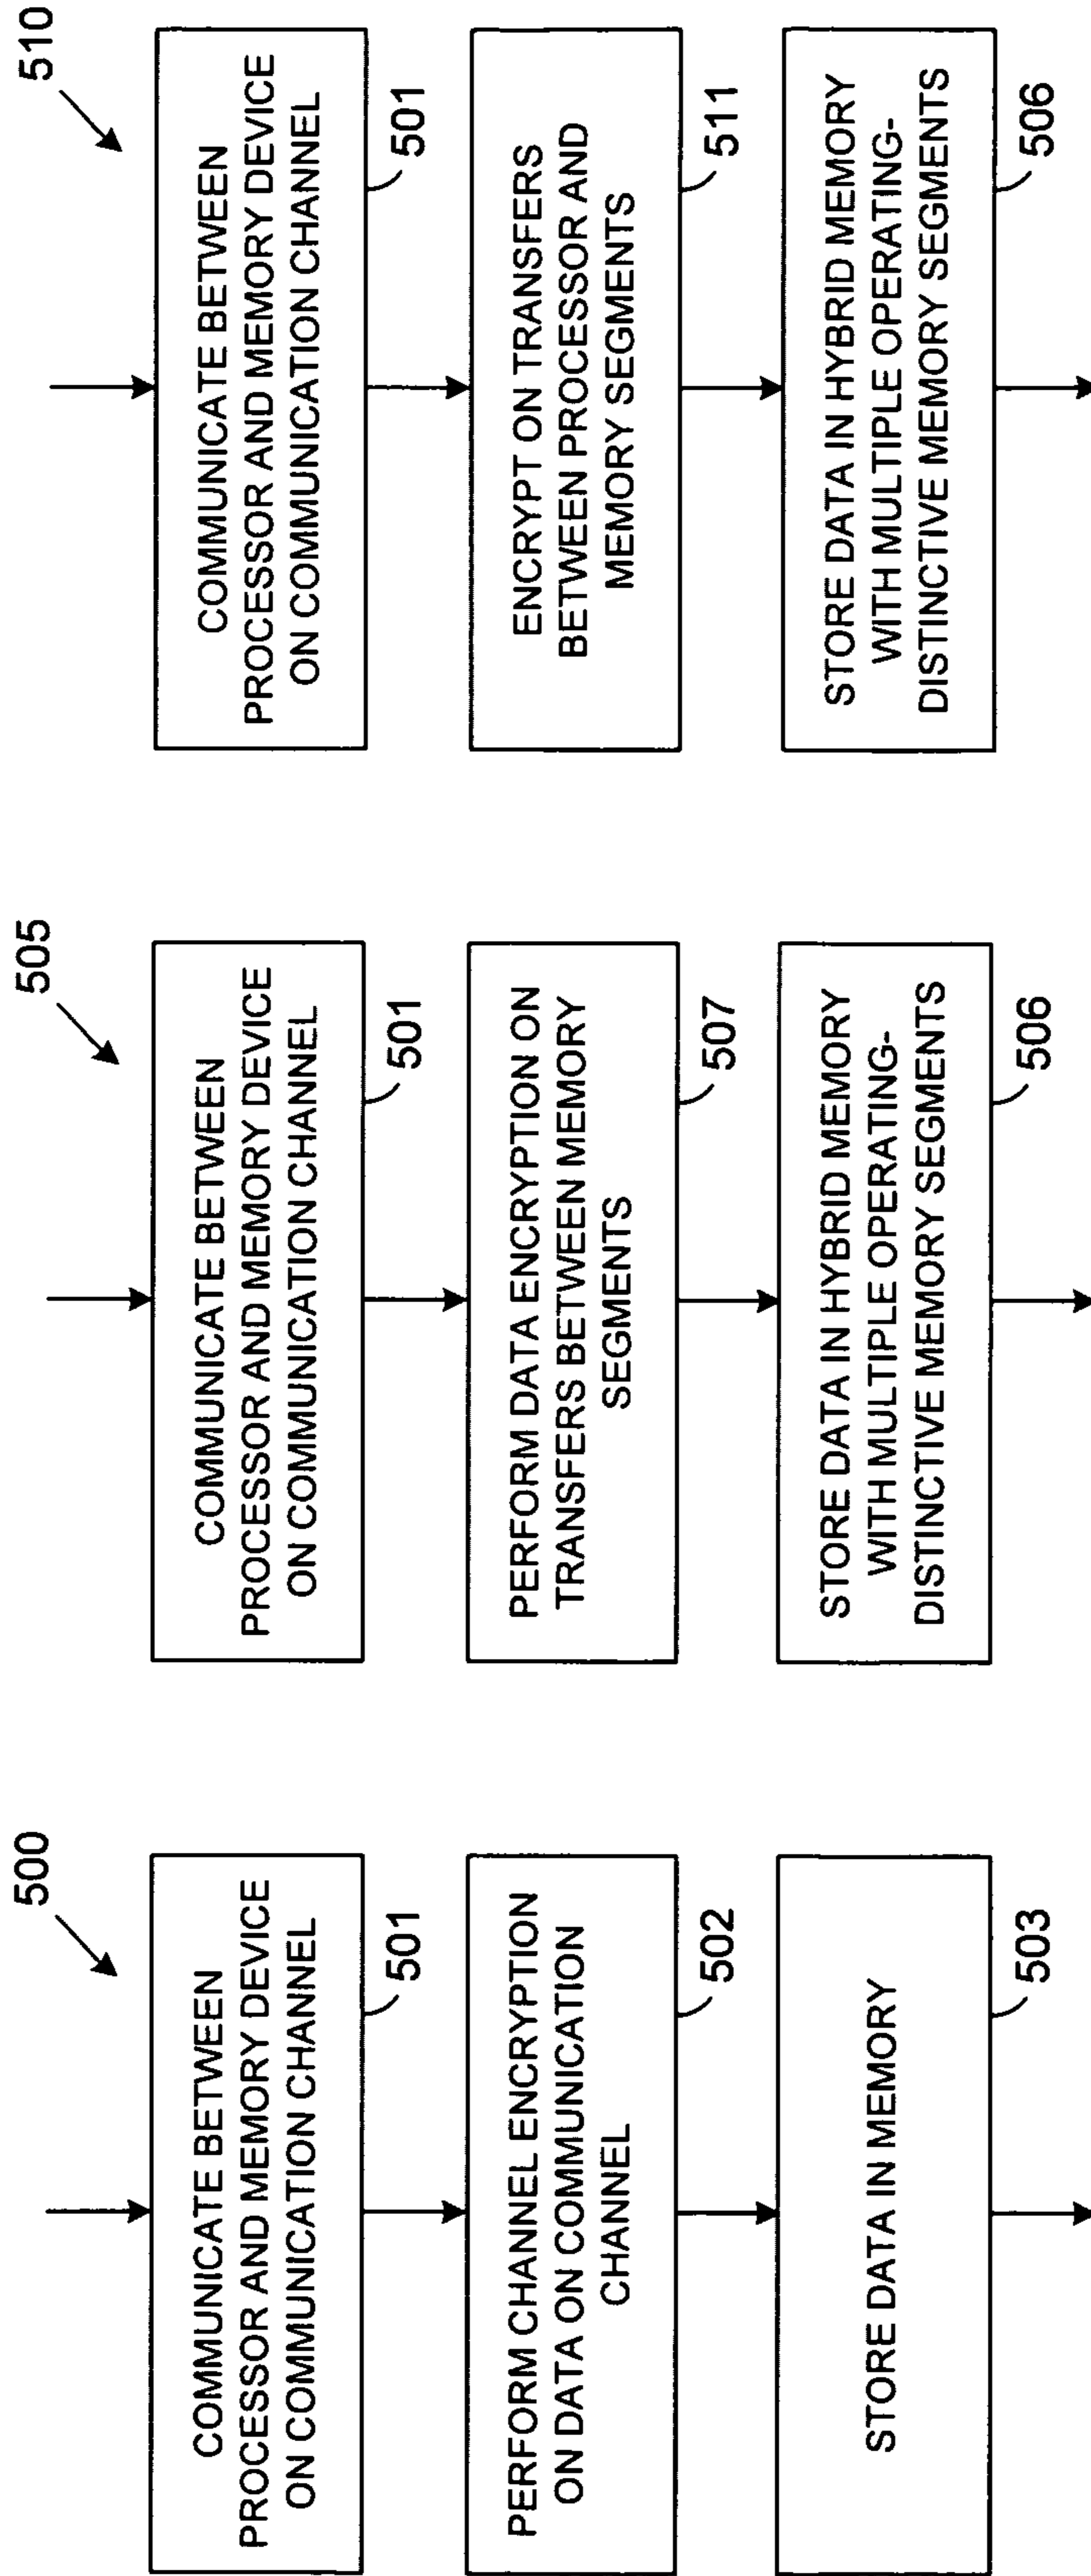 500
COMMUNICATE BETWEEN
PROCESSOR AND MEMORY DEVICE
ON COMMUNICATION CHANNEL
501
PERFORM CHANNEL ENCRYPTION
ON DATA ON COMMUNICATION
CHANNEL
502
STORE DATA IN MEMORY
503
505
COMMUNICATE BETWEEN
PROCESSOR AND MEMORY DEVICE
ON COMMUNICATION CHANNEL
501
PERFORM DATA ENCRYPTION ON
TRANSFERS BETWEEN MEMORY
SEGMENTS
507
STORE DATA IN HYBRID MEMORY
WITH MULTIPLE OPERATING-
DISTINCTIVE MEMORY SEGMENTS
506
510
COMMUNICATE BETWEEN
PROCESSOR AND MEMORY DEVICE
ON COMMUNICATION CHANNEL
501
ENCRYPT ON TRANSFERS
BETWEEN PROCESSOR AND
MEMORY SEGMENTS
511
STORE DATA IN HYBRID MEMORY
WITH MULTIPLE OPERATING-
DISTINCTIVE MEMORY SEGMENTS
506